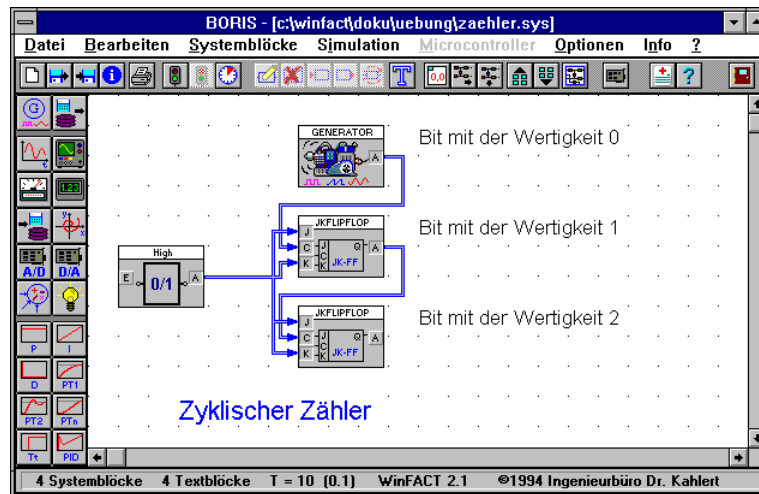 BORIS - [c:\winfact\doku\uebung\zaehler.sys]
Datei Bearbeiten Systemblöcke Simulation Microcontroller Optionen Info ?
GENERATOR
A
Bit mit der Wertigkeit 0
JKFLIPFLOP
J
C
K
J
C
K
Q
JK-FF
A
Bit mit der Wertigkeit 1
High
E
0/1
A
JKFLIPFLOP
J
C
K
J
C
K
Q
JK-FF
A
Bit mit der Wertigkeit 2
Zyklischer Zähler
G
t
1.23
y
x
A/D D/A
P I
D PT1
PT2 PTn
Tt PID
T
0,0
?
4 Systemblöcke 4 Textblöcke T = 10 (0.1) WinFACT 2.1 ©1994 Ingenieurbüro Dr. Kahlert